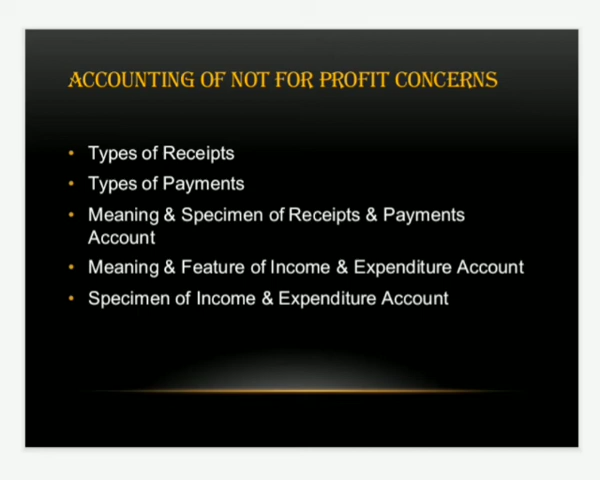 ACCOUNTING OF NOT FOR PROFIT CONCERNS
• Types of Receipts
• Types of Payments
• Meaning & Specimen of Receipts & Payments
Account
• Meaning & Feature of Income & Expenditure Account
• Specimen of Income & Expenditure Account